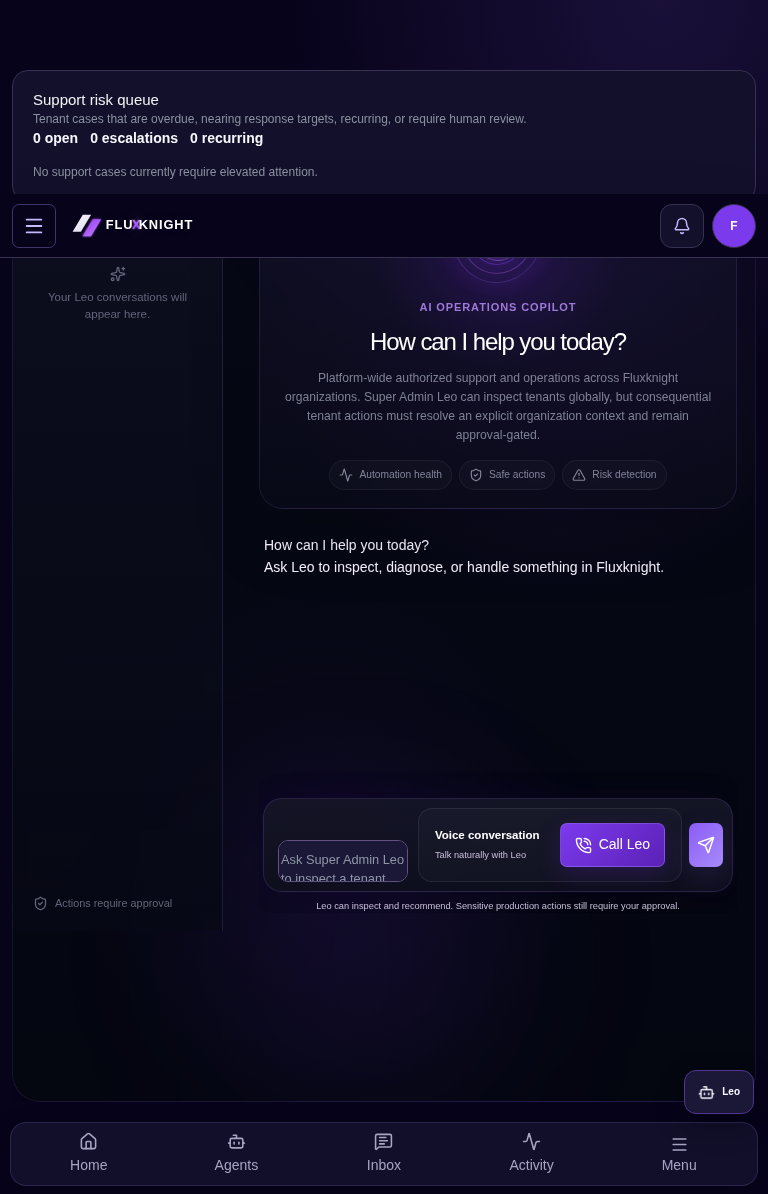 Support risk queue
Tenant cases that are overdue, nearing response targets, recurring, or require human review.
0 open 0 escalations 0 recurring
No support cases currently require elevated attention.
FLUXKNIGHT
F
Your Leo conversations will
appear here.
AI OPERATIONS COPILOT
How can I help you today?
Platform-wide authorized support and operations across Fluxknight
organizations. Super Admin Leo can inspect tenants globally, but consequential
tenant actions must resolve an explicit organization context and remain
approval-gated.
Automation health
Safe actions
Risk detection
How can I help you today?
Ask Leo to inspect, diagnose, or handle something in Fluxknight.
Ask Super Admin Leo
to inspect a tenant
Voice conversation
Talk naturally with Leo
Call Leo
Actions require approval
Leo can inspect and recommend. Sensitive production actions still require your approval.
Leo
Home
Agents
Inbox
Activity
Menu